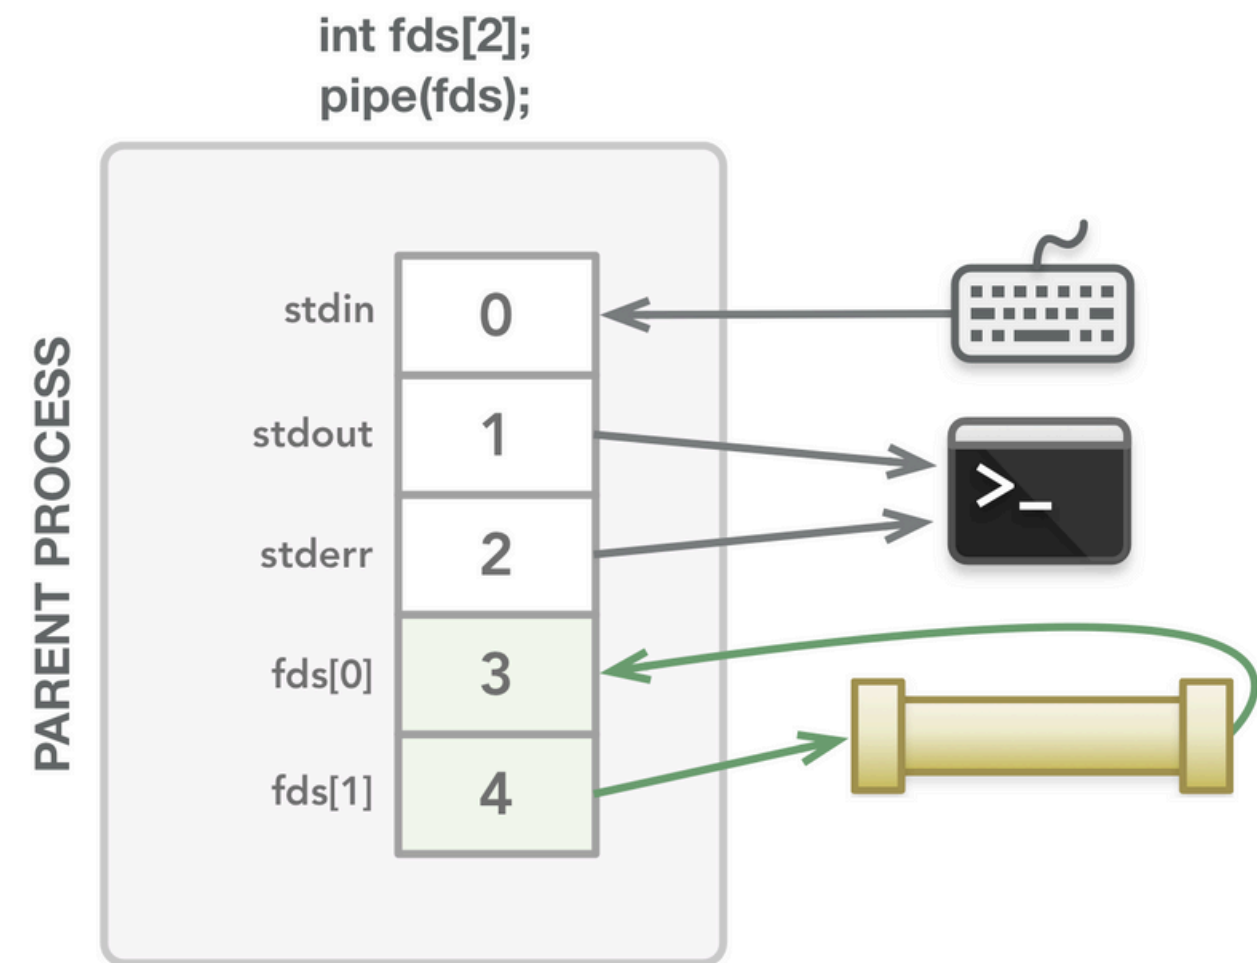 int fds[2];
pipe(fds);
PARENT PROCESS
stdin 0
stdout 1
>_
stderr 2
fds[0] 3
fds[1] 4